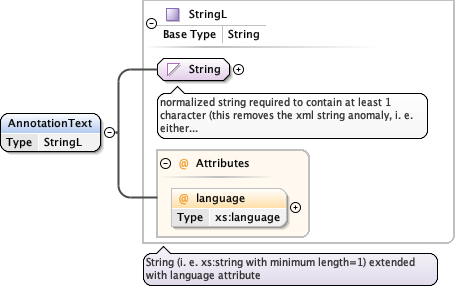 StringL
Base Type String
String
normalized string required to contain at least 1
character (this removes the xml string anomaly, i. e.
either...
AnnotationText
Type StringL
@ Attributes
@ language
Type xs:language
String (i. e. xs:string with minimum length=1) extended
with language attribute